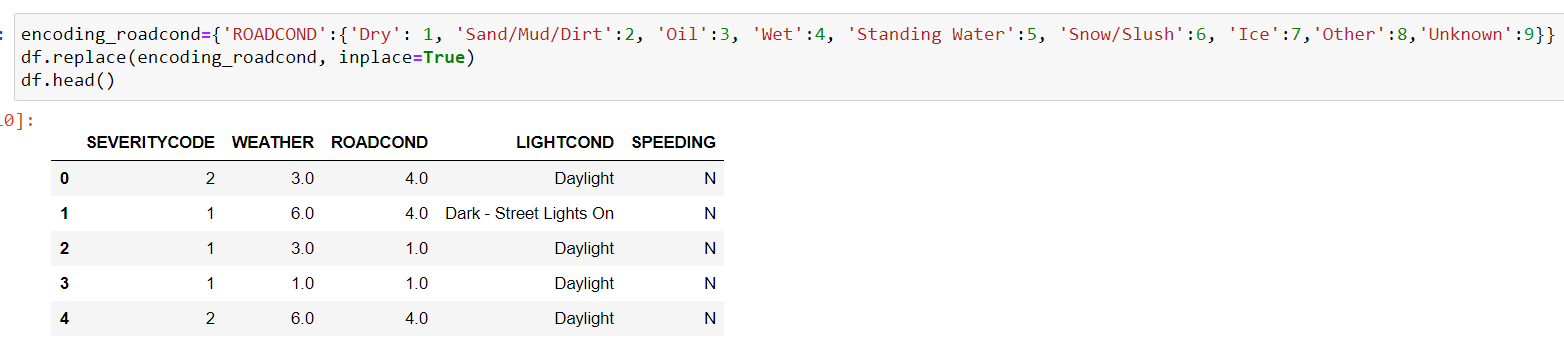 : encoding_roadcond={'ROADCOND':{'Dry': 1, 'Sand/Mud/Dirt':2, 'Oil':3, 'Wet':4, 'Standing Water':5, 'Snow/Slush':6, 'Ice':7,'Other':8,'Unknown':9}}
df.replace(encoding_roadcond, inplace=True)
df.head()
0]:
SEVERITYCODE WEATHER ROADCOND LIGHTCOND SPEEDING
0 2 3.0 4.0 Daylight N
1 1 6.0 4.0 Dark - Street Lights On N
2 1 3.0 1.0 Daylight N
3 1 1.0 1.0 Daylight N
4 2 6.0 4.0 Daylight N